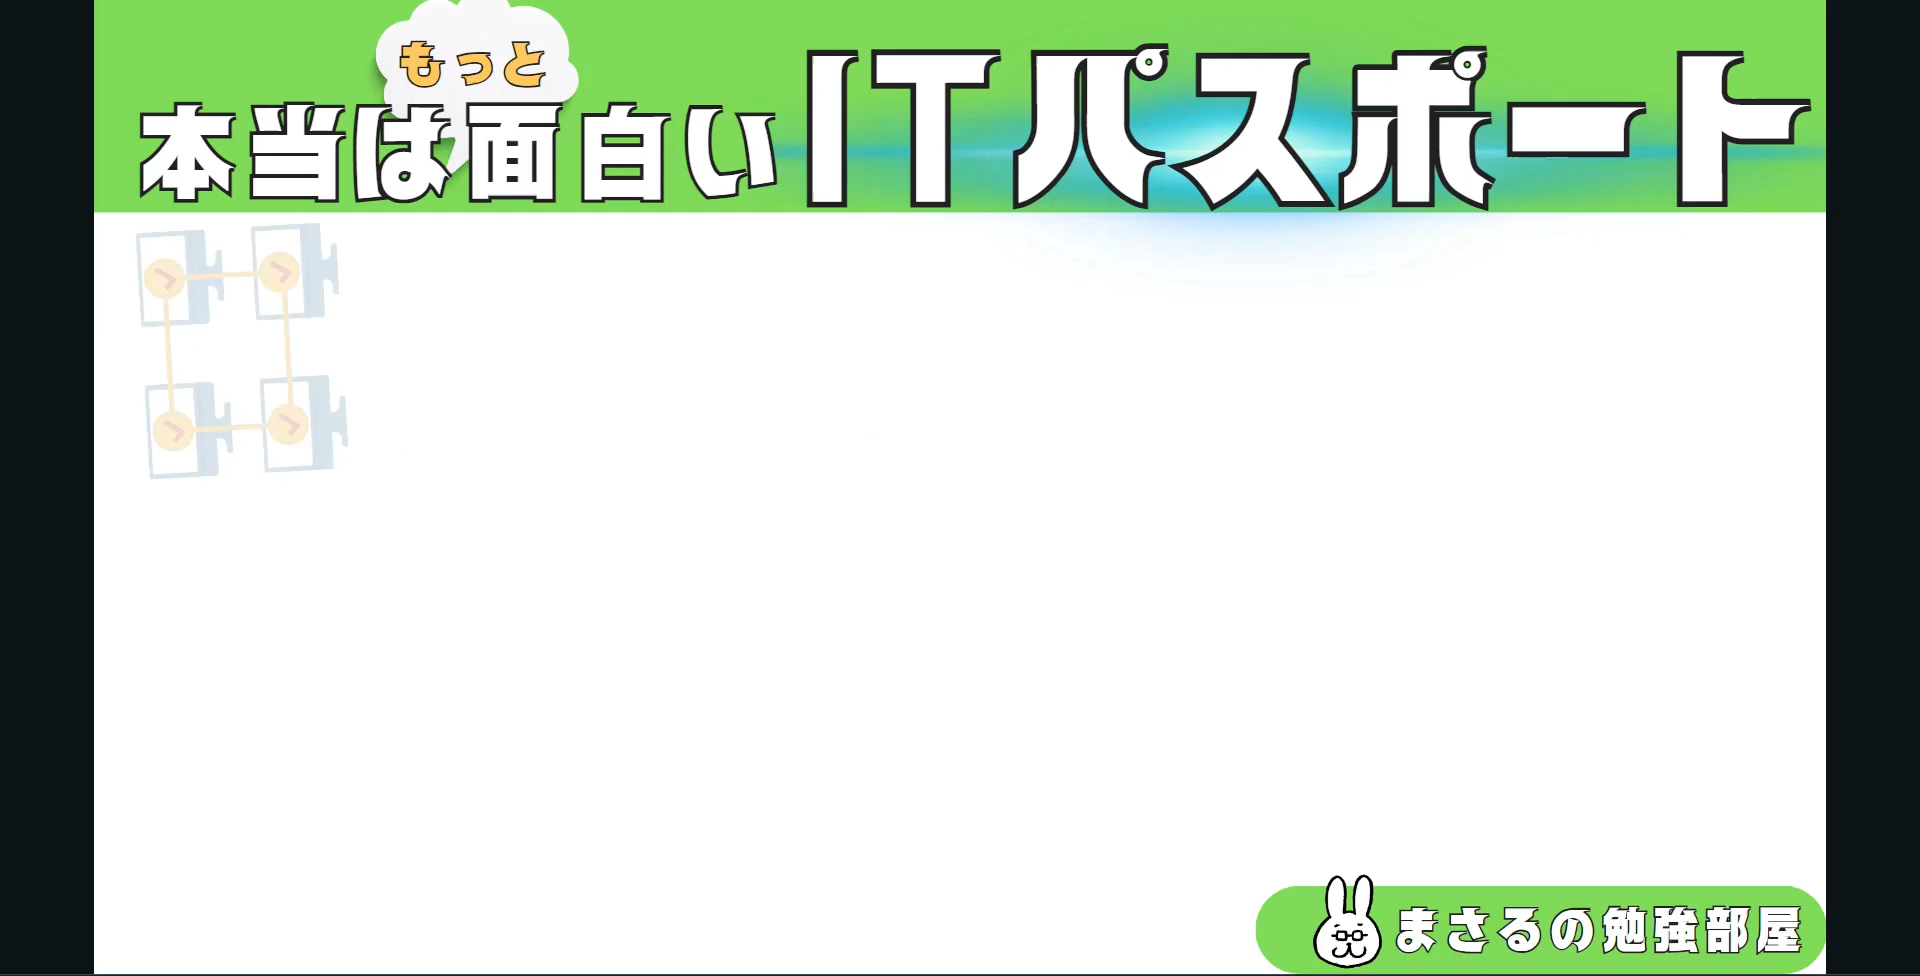 もっと
本当は面白いITパスポート
まさるの勉強部屋